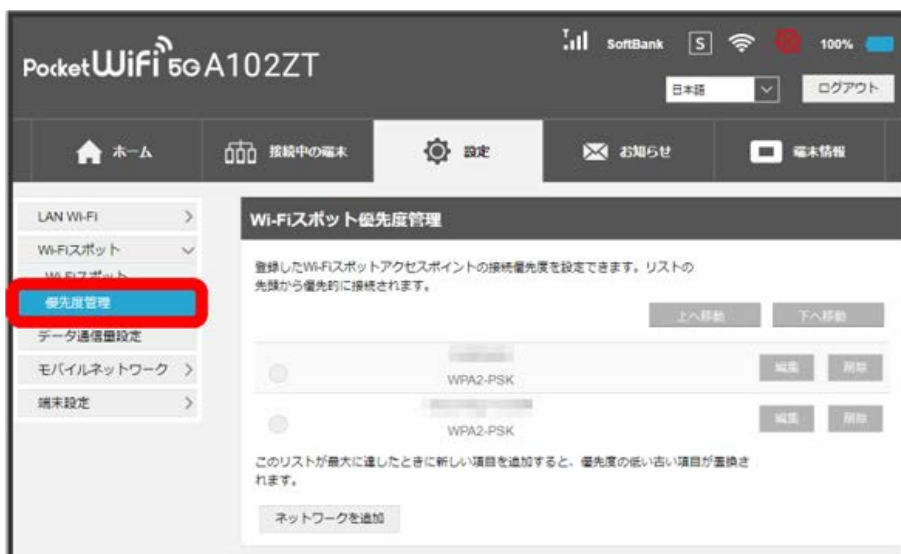 Pocket WiFi 5G A102ZT
SoftBank S 100%
日本語
ログアウト
ホーム
接続中の端末
設定
お知らせ
端末情報
LAN Wi-Fi
Wi-Fiスポット
Wi-Fiスポット
優先度管理
データ通信量設定
モバイルネットワーク
端末設定
Wi-Fiスポット優先度管理
登録したWi-Fiスポットアクセスポイントの接続優先度を設定できます。リストの
先頭から優先的に接続されます。
上へ移動
下へ移動
WPA2-PSK
編集
削除
WPA2-PSK
編集
削除
このリストが最大に達したときに新しい項目を追加すると、優先度の低い古い項目が置換さ
れます。
ネットワークを追加